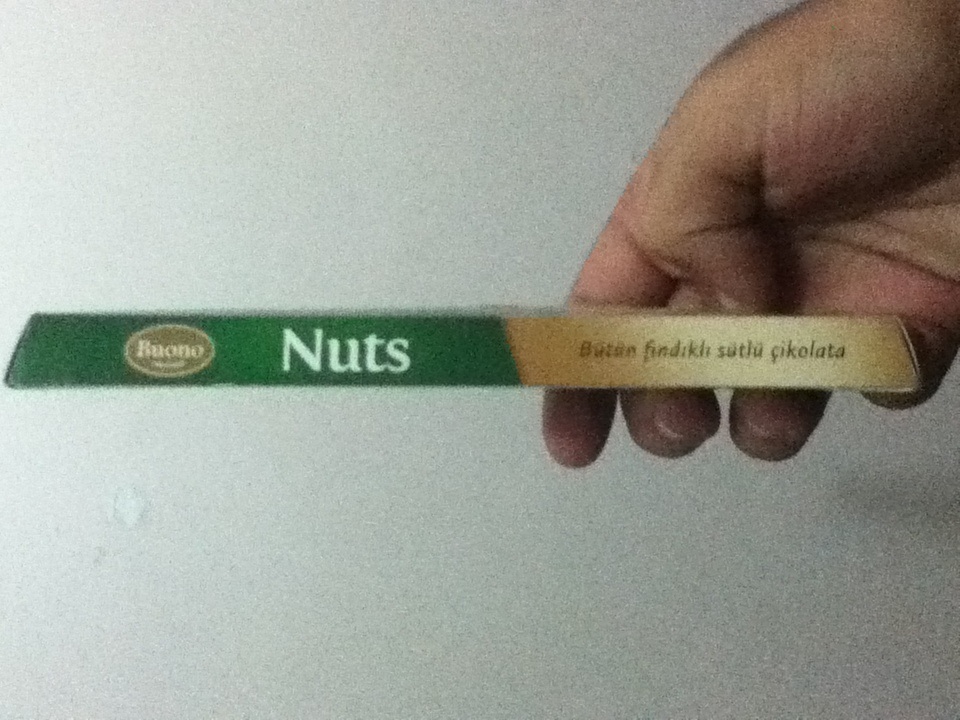 Buono
Nuts
Bütün fındıklı sütlü çikolata